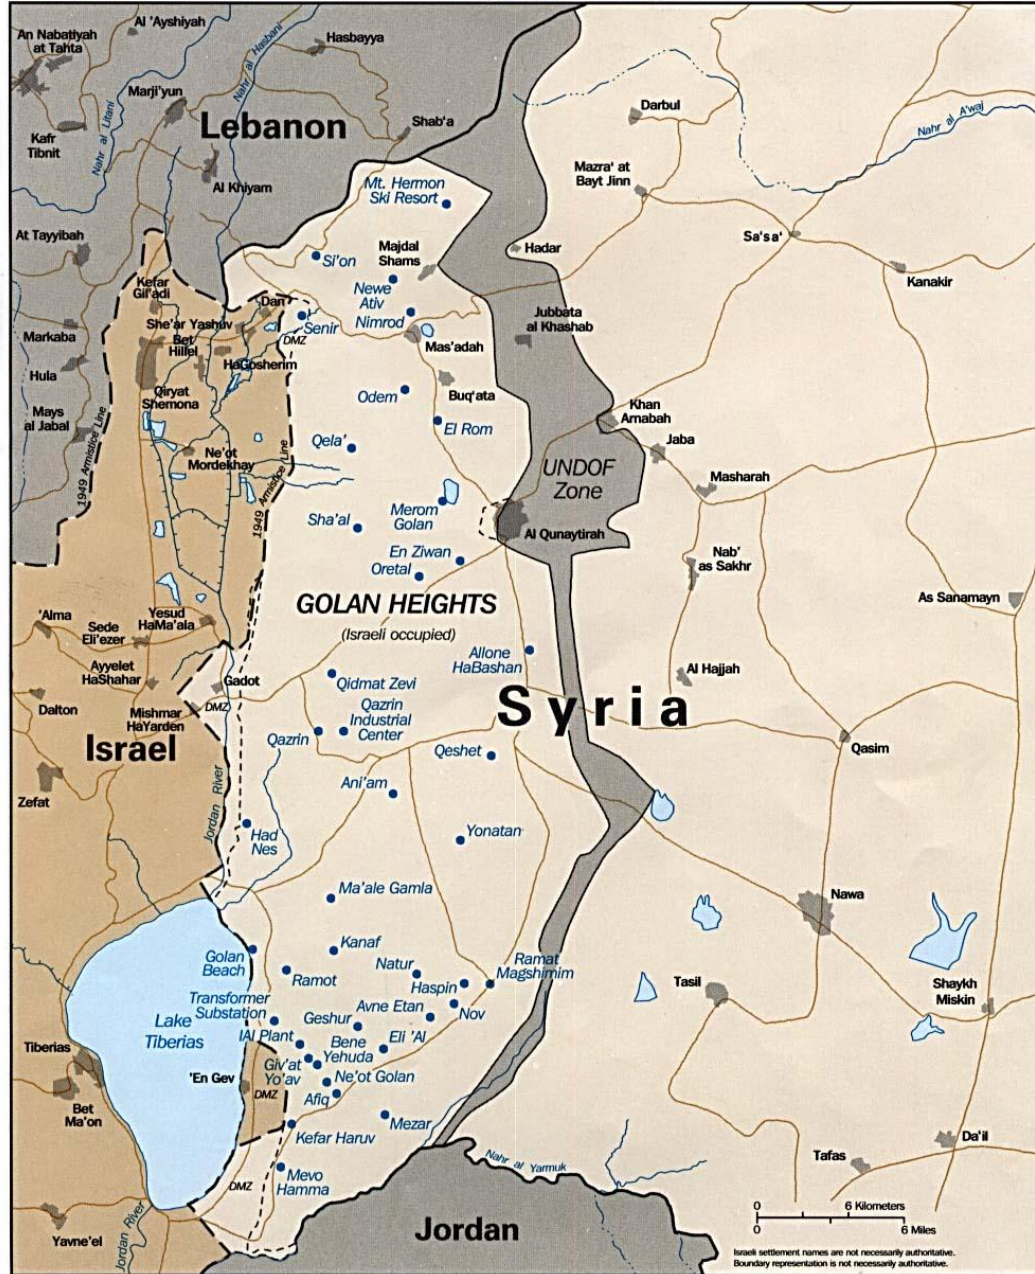 Al 'Ayshiyah
An Nabatiyah
at Tahta
Hasbayya
Nahr al Hasbani
Marji'yun
Nahr al Litani
Kafr
Tibnit
Lebanon
Shab'a
Al Khiyam
Darbul
Nahr al A'waj
Mazra' at
Bayt Jinn
Mt. Hermon
Ski Resort
At Tayyibah
Majdal
Shams
Hadar
Sa'sa'
Kanakir
Si'on
Kefar
Gil'adi
Newe
Ativ
Nimrod
Dan
Senir
DMZ
Jubbata
al Khashab
Markaba
She'ar Yashuv
Bet
Hillel
HaGosherim
Mas'adah
Hula
Qiryat
Shemona
Odem
Buq'ata
Mays
al Jabal
El Rom
Khan
Arnabah
Jaba
Qela'
1949 Armistice Line
Ne'ot
Mordekhay
1949 Armistice Line
UNDOF
Zone
Masharah
Merom
Golan
Sha'al
Al Qunaytirah
En Ziwan
Oretal
Nab'
as Sakhr
GOLAN HEIGHTS
(Israeli occupied)
As Sanamayn
'Alma
Sede
Eli'ezer
Yesud
HaMa'ala
Ayyelet
HaShahar
Gadot
Allone
HaBashan
Al Hajjah
Qidmat Zevi
Dalton
Mishmar
HaYarden
DMZ
Qazrin
Industrial
Center
Syria
Israel
Qazrin
Qeshet
Qasim
Zefat
Jordan River
Ani'am
Had
Nes
Yonatan
Ma'ale Gamla
Nawa
Golan
Beach
Kanaf
Ramot
Natur
Haspin
Ramat
Magshimim
Tasil
Shaykh
Miskin
Transformer
Substation
Lake
Tiberias
Avne Etan
Nov
Geshur
IAI Plant
Bene
Yehuda
Eli 'Al
Tiberias
Giv'at
Yo'av
Ne'ot Golan
'En Gev
DMZ
Afiq
Bet
Ma'on
Mezar
Kefar Haruv
Da'il
Tafas
Nahr al Yarmuk
Mevo
Hamma
DMZ
Jordan River
Yavne'el
Jordan
0 6 Kilometers
0 6 Miles
Israeli settlement names are not necessarily authoritative.
Boundary representation is not necessarily authoritative.